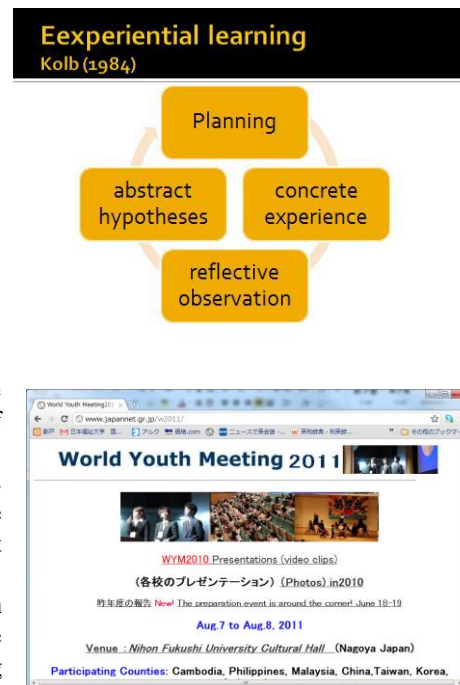 Eexperiential learning
Kolb (1984)
Planning
abstract
hypotheses
concrete
experience
reflective
observation
www.japannet.gr.jp/w2011/
World Youth Meeting 2011
WYM2010 Presentations (video clips)
(各校のプレゼンテーション) (Photos) in2010
昨年度の報告 New! The preparation event is around the corner! June 18-19
Aug.7 to Aug.8, 2011
Venue : Nihon Fukushi University Cultural Hall (Nagoya Japan)
Participating Counties: Cambodia, Philippines, Malaysia, China,Taiwan, Korea,